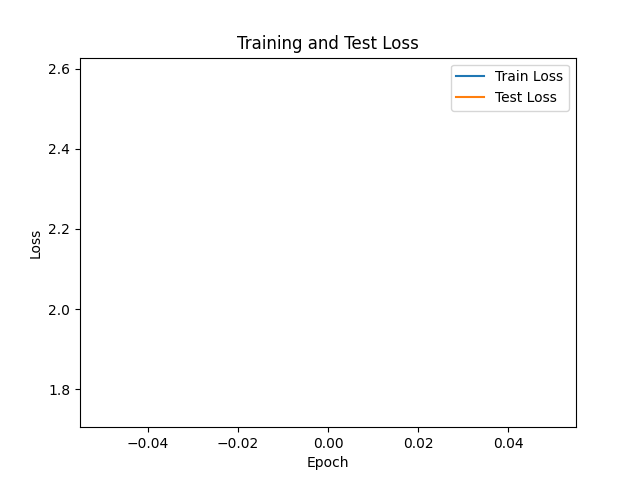 Training and Test Loss
2.6
2.4
2.2
2.0
1.8
Loss
Train Loss
Test Loss
−0.04 −0.02 0.00 0.02 0.04
Epoch